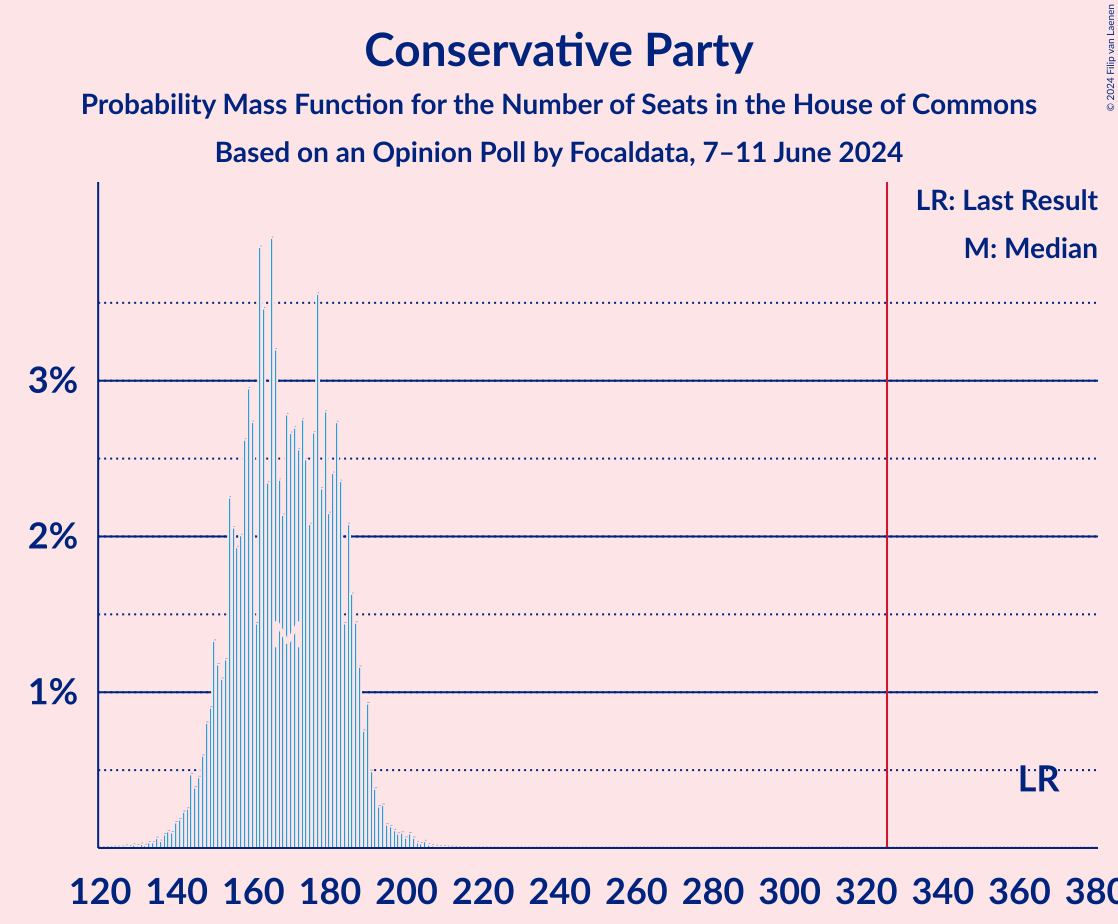 Conservative Party
Probability Mass Function for the Number of Seats in the House of Commons
Based on an Opinion Poll by Focaldata, 7–11 June 2024
© 2024 Filip van Laenen
LR: Last Result
M: Median
3%
2%
1%
M
LR
120 140 160 180 200 220 240 260 280 300 320 340 360 380